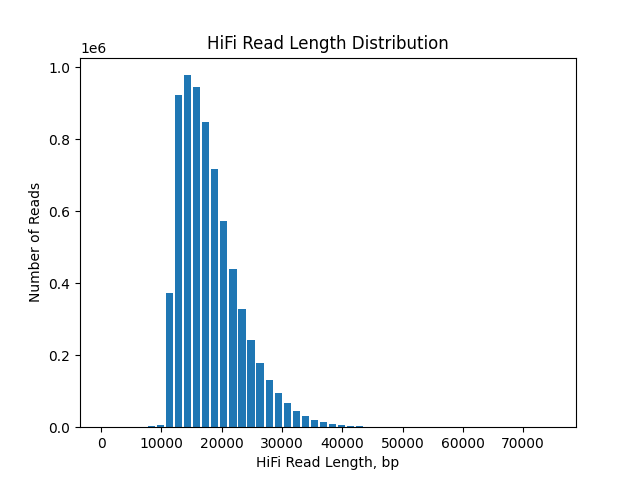 HiFi Read Length Distribution
1e6
1.0
0.8
0.6
0.4
0.2
0.0
Number of Reads
0 10000 20000 30000 40000 50000 60000 70000
HiFi Read Length, bp